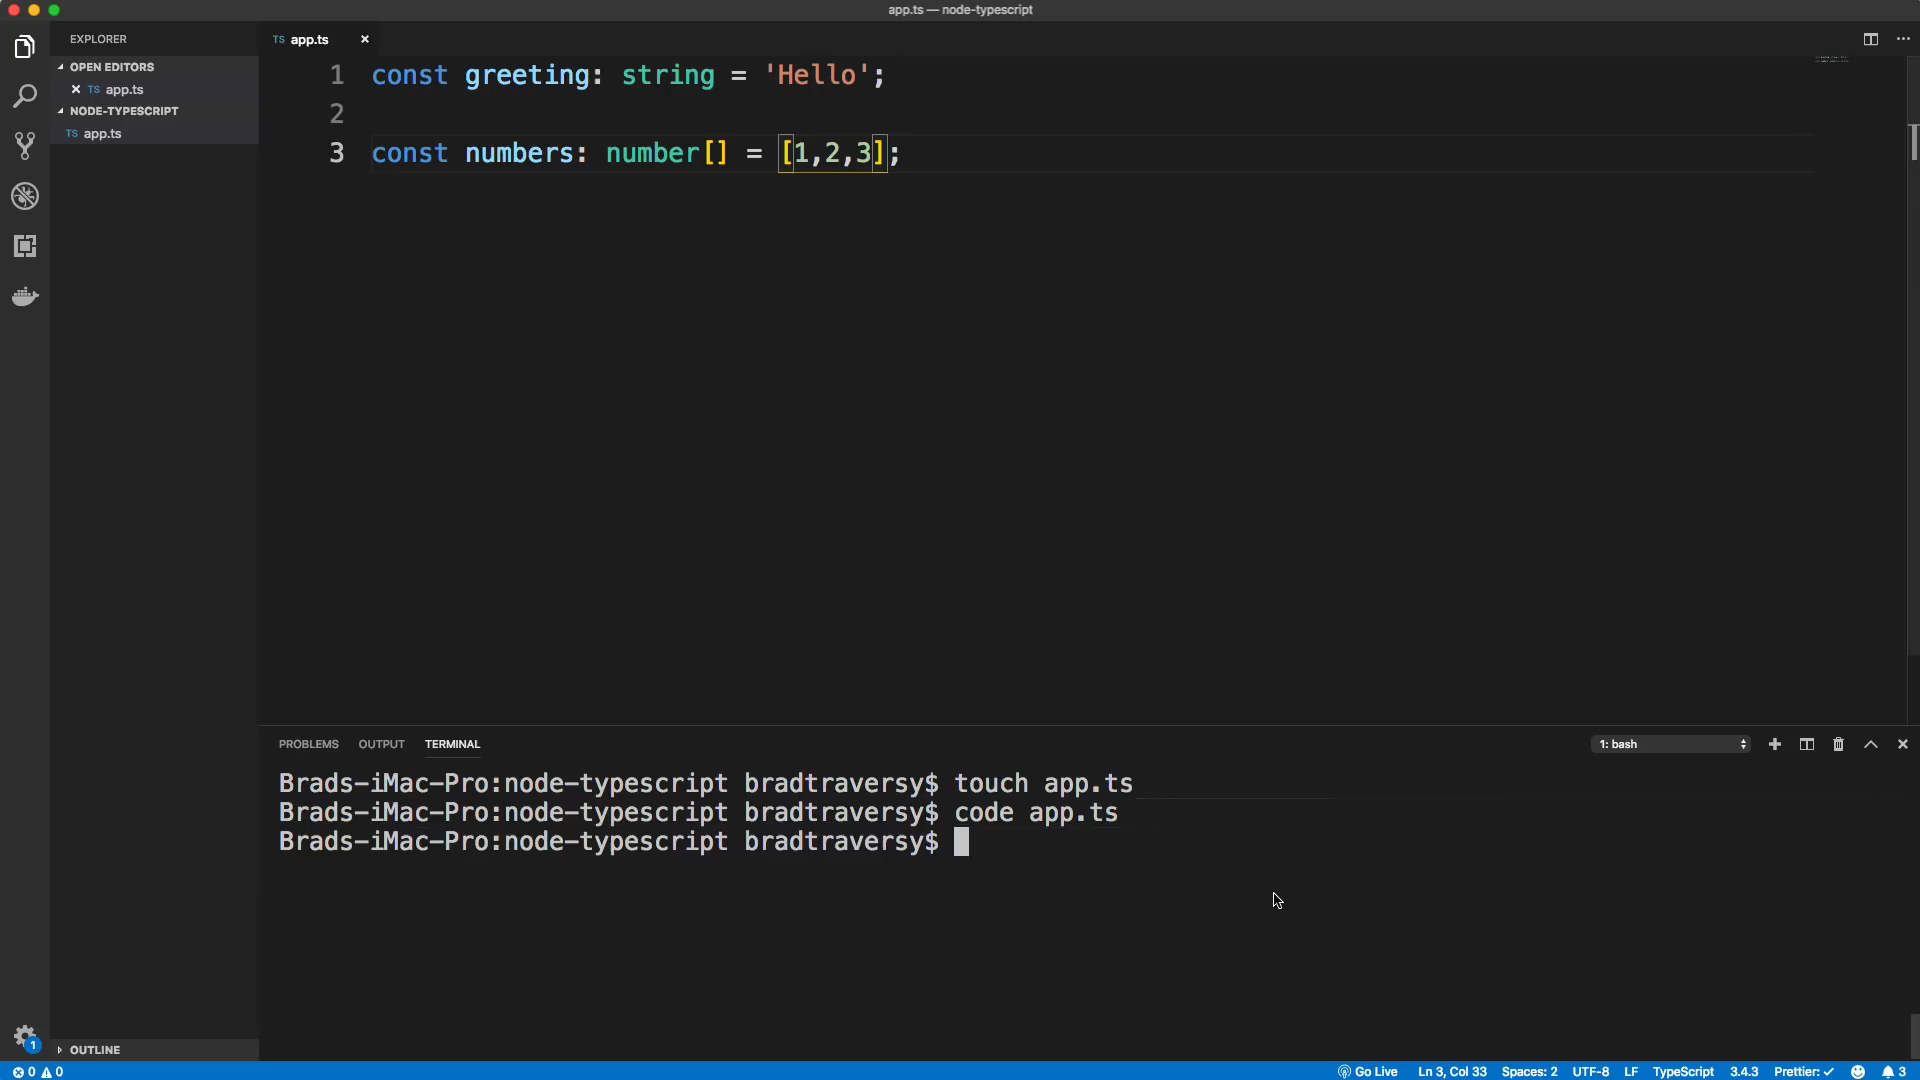 app.ts — node-typescript
EXPLORER
OPEN EDITORS
TS app.ts
NODE-TYPESCRIPT
TS app.ts
OUTLINE
TS app.ts
1 const greeting: string = 'Hello';
2
3 const numbers: number[] = [1,2,3];
PROBLEMS OUTPUT TERMINAL 1: bash
Brads-iMac-Pro:node-typescript bradtraversy$ touch app.ts
Brads-iMac-Pro:node-typescript bradtraversy$ code app.ts
Brads-iMac-Pro:node-typescript bradtraversy$
1
0 0 Go Live Ln 3, Col 33 Spaces: 2 UTF-8 LF TypeScript 3.4.3 Prettier: ✓ 3